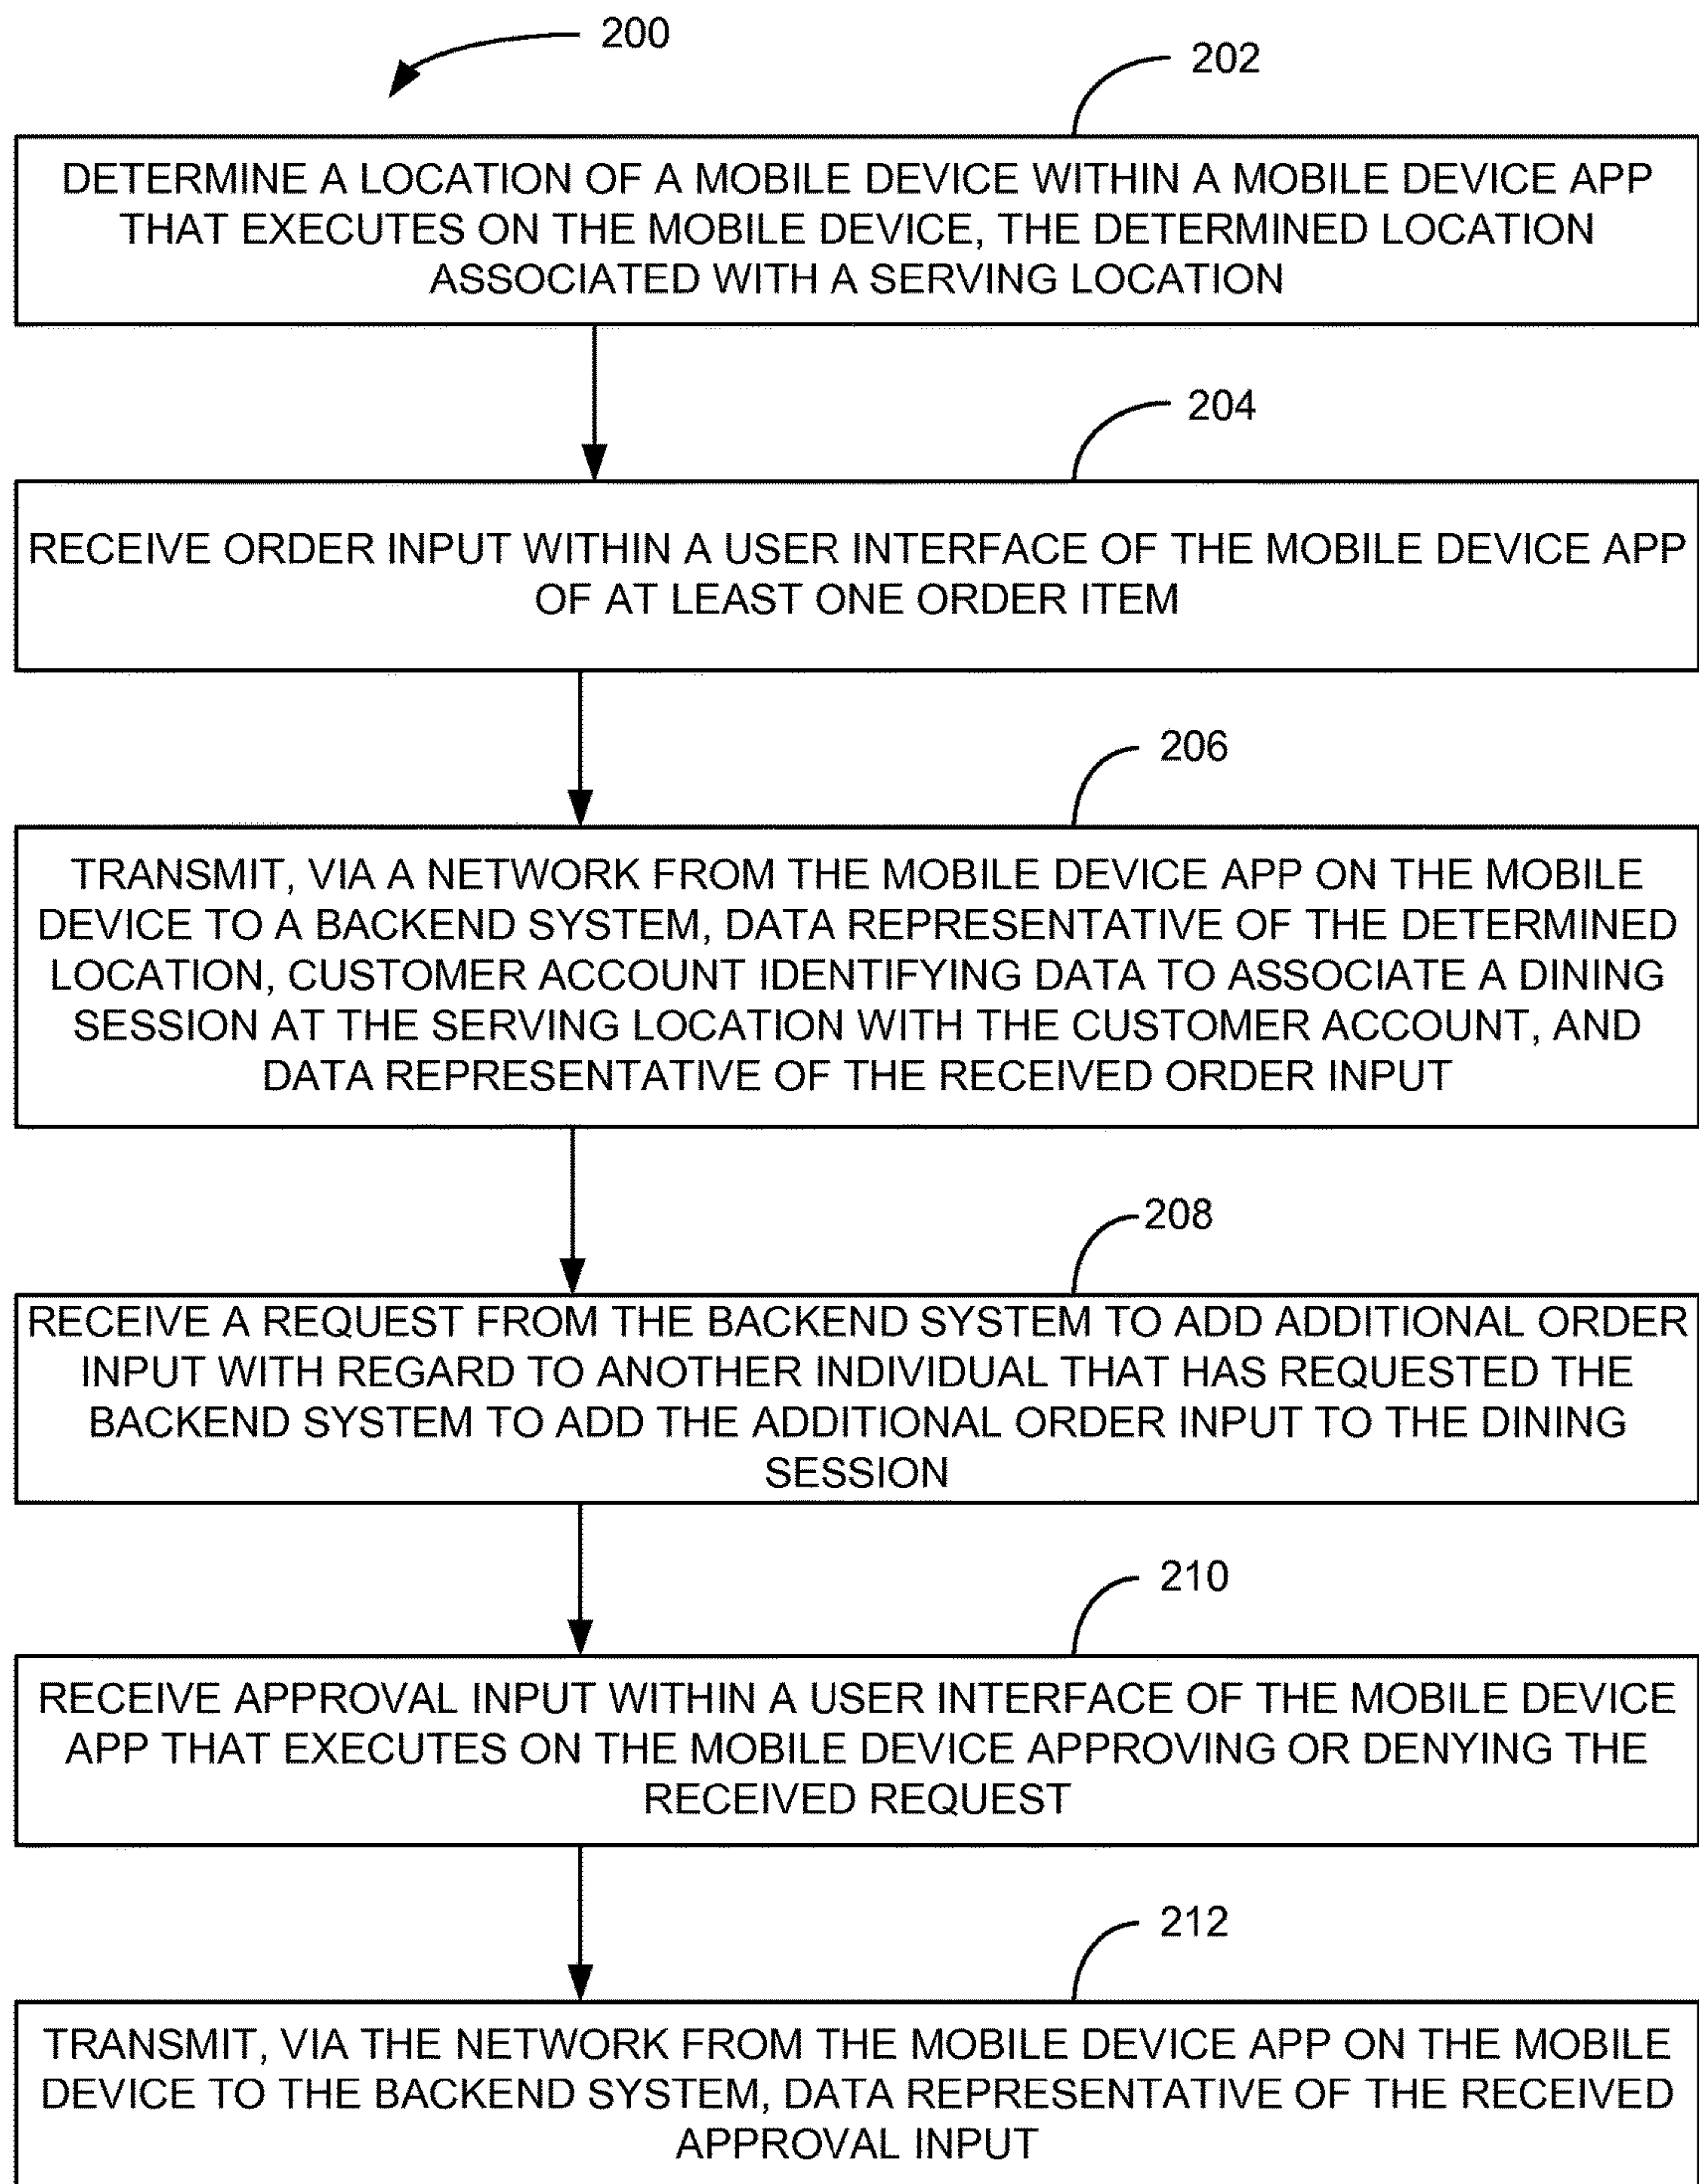 200
202
DETERMINE A LOCATION OF A MOBILE DEVICE WITHIN A MOBILE DEVICE APP
THAT EXECUTES ON THE MOBILE DEVICE, THE DETERMINED LOCATION
ASSOCIATED WITH A SERVING LOCATION
204
RECEIVE ORDER INPUT WITHIN A USER INTERFACE OF THE MOBILE DEVICE APP
OF AT LEAST ONE ORDER ITEM
206
TRANSMIT, VIA A NETWORK FROM THE MOBILE DEVICE APP ON THE MOBILE
DEVICE TO A BACKEND SYSTEM, DATA REPRESENTATIVE OF THE DETERMINED
LOCATION, CUSTOMER ACCOUNT IDENTIFYING DATA TO ASSOCIATE A DINING
SESSION AT THE SERVING LOCATION WITH THE CUSTOMER ACCOUNT, AND
DATA REPRESENTATIVE OF THE RECEIVED ORDER INPUT
208
RECEIVE A REQUEST FROM THE BACKEND SYSTEM TO ADD ADDITIONAL ORDER
INPUT WITH REGARD TO ANOTHER INDIVIDUAL THAT HAS REQUESTED THE
BACKEND SYSTEM TO ADD THE ADDITIONAL ORDER INPUT TO THE DINING
SESSION
210
RECEIVE APPROVAL INPUT WITHIN A USER INTERFACE OF THE MOBILE DEVICE
APP THAT EXECUTES ON THE MOBILE DEVICE APPROVING OR DENYING THE
RECEIVED REQUEST
212
TRANSMIT, VIA THE NETWORK FROM THE MOBILE DEVICE APP ON THE MOBILE
DEVICE TO THE BACKEND SYSTEM, DATA REPRESENTATIVE OF THE RECEIVED
APPROVAL INPUT